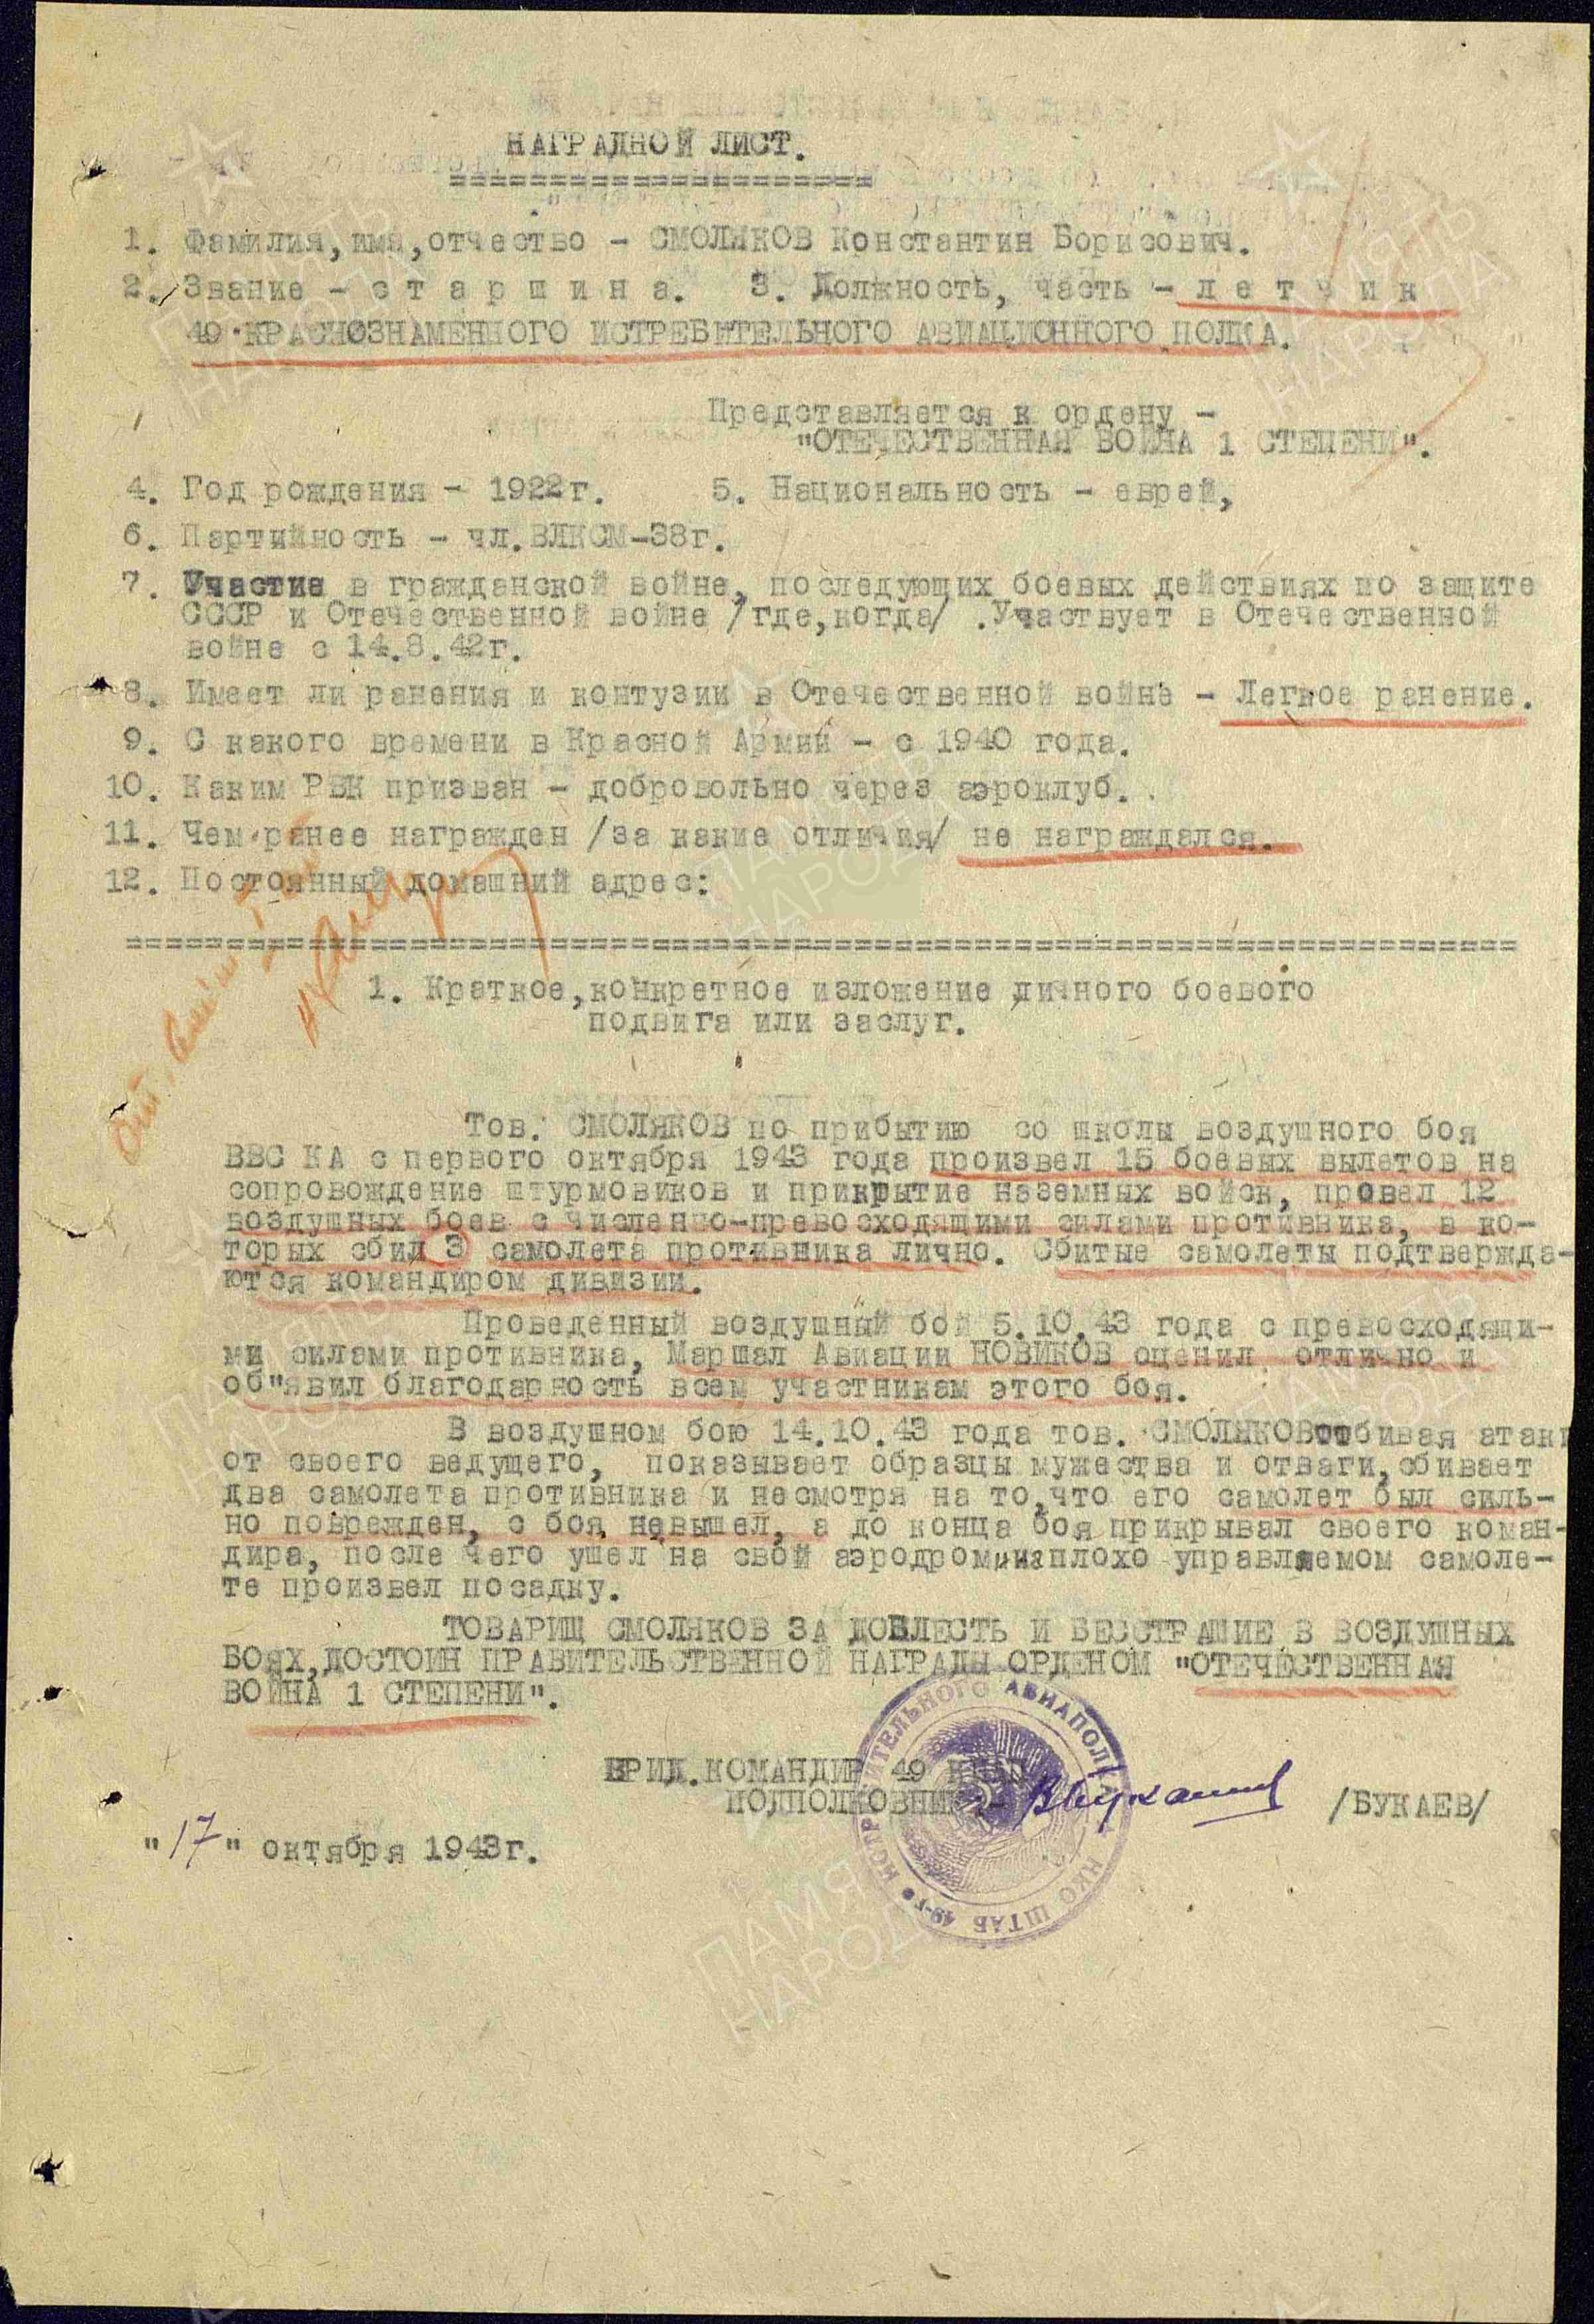 НАГРАДНОЙ ЛИСТ.
=====================
1. Фамилия, имя, отчество - СМОЛЯКОВ Константин Борисович.
2. Звание - с т а р ш и н а. 3. Должность, часть - л е т ч и к
49 КРАСНОЗНАМЕННОГО ИСТРЕБИТЕЛЬНОГО АВИАЦИОННОГО ПОЛКА.
Представляется к ордену -
"ОТЕЧЕСТВЕННАЯ ВОЙНА 1 СТЕПЕНИ".
4. Год рождения - 1922г. 5. Национальность - еврей,
6. Партийность - чл.ВЛКСМ-38г.
7. Участие в гражданской войне, последующих боевых действиях по защите
СССР и Отечественной войне /где,когда/ .Участвует в Отечественной
войне с 14.8.42г.
8. Имеет ли ранения и контузии в Отечественной войне - Легкое ранение.
9. С какого времени в Красной Армии - с 1940 года.
10. Каким РВК призван - добровольно через аэроклуб.
11. Чем ранее награжден /за какие отличия/ не награждался.
12. Постоянный домашний адрес:
1. Краткое,конкретное изложение личного боевого
подвига или заслуг.
Тов. СМОЛЯКОВ по прибытию со школы воздушного боя
ВВС КА с первого октября 1943 года произвел 15 боевых вылетов на
сопровождение штурмовиков и прикрытие наземных войск, провел 12
воздушных боев с численно-превосходящими силами противника, в ко-
торых сбил 3 самолета противника лично. Сбитые самолеты подтвержда-
ются командиром дивизии.
Проведенный воздушный бой 5.10.43 года с превосходящи-
ми силами противника, Маршал Авиации НОВИКОВ оценил отлично и
об"явил благодарность всем участникам этого боя.
В воздушном бою 14.10.43 года тов. СМОЛЯКОВ отбивая атаки
от своего ведущего, показывает образцы мужества и отваги,сбивает
два самолета противника и несмотря на то,что его самолет был силь-
но поврежден, с боя невышел, а до конца боя прикрывал своего коман-
дира, после чего ушел на свой аэродром на плохо управляемом самоле-
те произвел посадку.
ТОВАРИЩ СМОЛЯКОВ ЗА ДОБЛЕСТЬ И БЕССТРАШИЕ В ВОЗДУШНЫХ
БОЯХ,ДОСТОИН ПРАВИТЕЛЬСТВЕННОЙ НАГРАДЫ ОРДЕНОМ "ОТЕЧЕСТВЕННАЯ
ВОЙНА 1 СТЕПЕНИ".
ВРИД.КОМАНДИР 49 КИАП
ПОДПОЛКОВНИК - /БУКАЕВ/
"17" октября 1943г.
НКО ШТАБ 49-го ИСТРЕБИТЕЛЬНОГО АВИАПОЛКА
ПАМЯТЬ НАРОДА